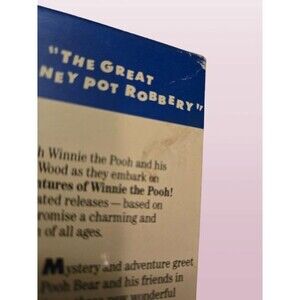 "THE GREAT
NEY POT ROBBERY"
h Winnie the Pooh and his
Wood as they embark on
ntures of Winnie the Pooh!
ated releases — based on
romise a charming and
n of all ages.
Mystery and adventure greet
Pooh Bear and his friends in
new wonderful